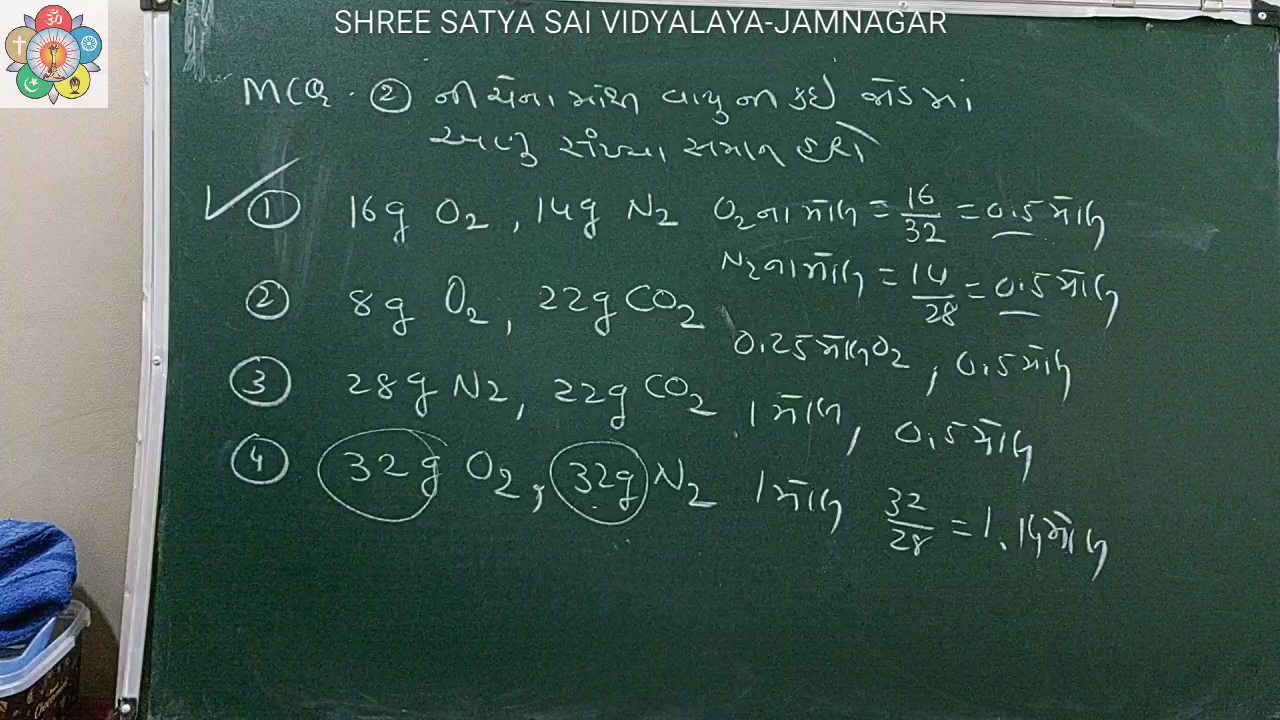 SHREE SATYA SAI VIDYALAYA-JAMNAGAR
MCQ. ② નીચેના માંથી વાયુની કઈ જોડમાં
અણુ સંખ્યા સમાન હશે
① 16g O₂, 14g N₂ O₂ના મોલ = 16/32 = 0.5 મોલ
N₂ના મોલ = 14/28 = 0.5 મોલ
② 8g O₂, 22g CO₂ 0.25 મોલ O₂, 0.5 મોલ
③ 28g N₂, 22g CO₂ 1 મોલ, 0.5 મોલ
④ 32g O₂, 32g N₂ 1 મોલ 32/28 = 1.14 મોલ